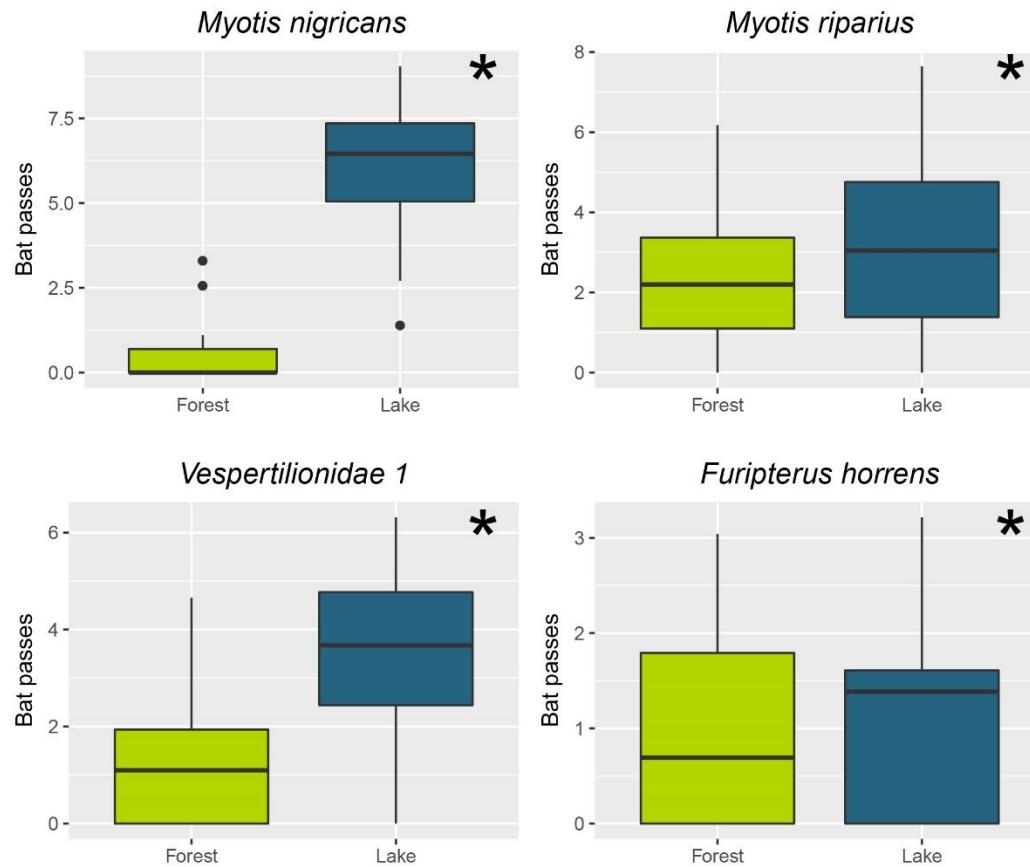 Myotis nigricans
*
Bat passes
7.5
5.0
2.5
0.0
Forest Lake
Myotis riparius
*
Bat passes
8
6
4
2
0
Forest Lake
Vespertilionidae 1
*
Bat passes
6
4
2
0
Forest Lake
Furipterus horrens
*
Bat passes
3
2
1
0
Forest Lake